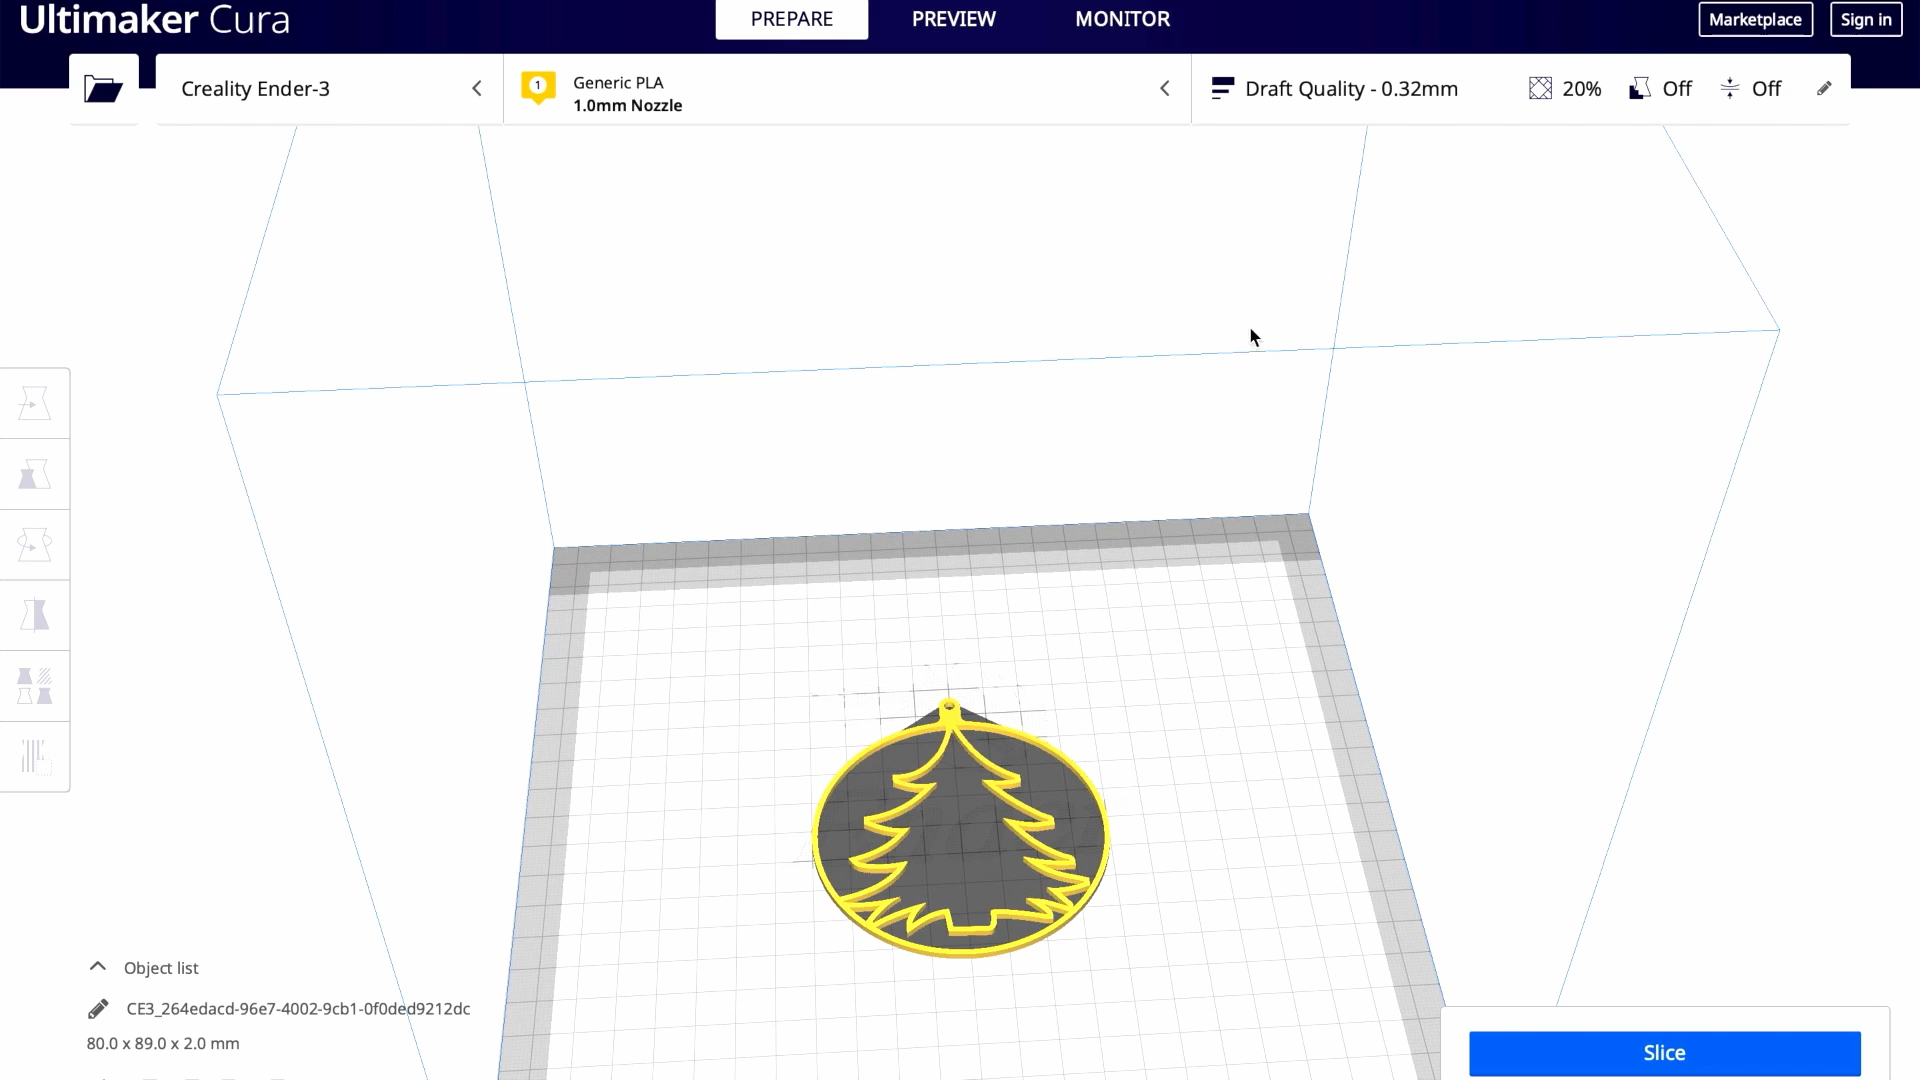 Ultimaker Cura
PREPARE
PREVIEW
MONITOR
Marketplace
Sign in
Creality Ender-3
1
Generic PLA
1.0mm Nozzle
Draft Quality - 0.32mm
20%
Off
Off
Object list
CE3_264edacd-96e7-4002-9cb1-0f0ded9212dc
80.0 x 89.0 x 2.0 mm
Slice